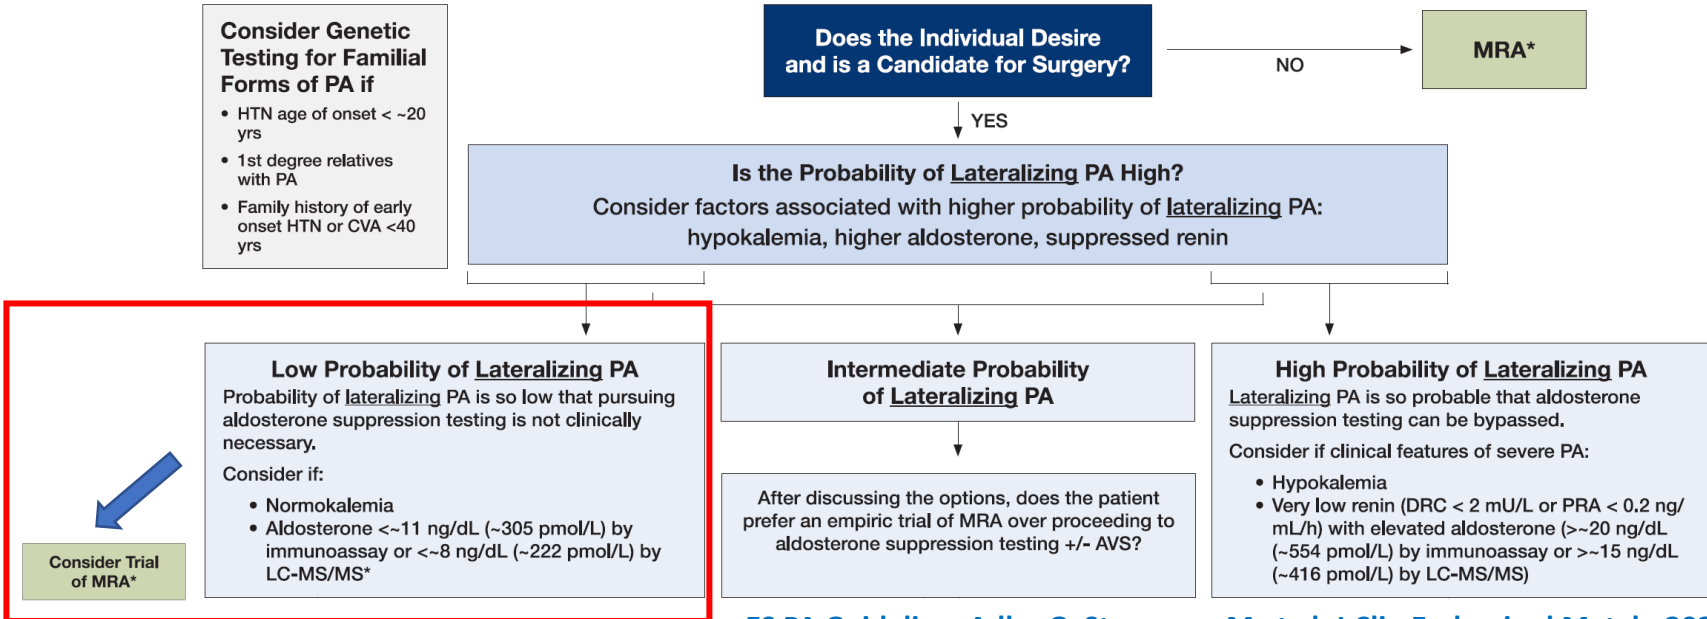 Consider Genetic
Testing for Familial
Forms of PA if
• HTN age of onset < ~20
yrs
• 1st degree relatives
with PA
• Family history of early
onset HTN or CVA <40
yrs
Does the Individual Desire
and is a Candidate for Surgery?
NO
MRA*
YES
Is the Probability of Lateralizing PA High?
Consider factors associated with higher probability of lateralizing PA:
hypokalemia, higher aldosterone, suppressed renin
Low Probability of Lateralizing PA
Probability of lateralizing PA is so low that pursuing
aldosterone suppression testing is not clinically
necessary.
Consider if:
• Normokalemia
• Aldosterone <~11 ng/dL (~305 pmol/L) by
immunoassay or <~8 ng/dL (~222 pmol/L) by
LC-MS/MS*
Consider Trial
of MRA*
Intermediate Probability
of Lateralizing PA
After discussing the options, does the patient
prefer an empiric trial of MRA over proceeding to
aldosterone suppression testing +/- AVS?
High Probability of Lateralizing PA
Lateralizing PA is so probable that aldosterone
suppression testing can be bypassed.
Consider if clinical features of severe PA:
• Hypokalemia
• Very low renin (DRC < 2 mU/L or PRA < 0.2 ng/
mL/h) with elevated aldosterone (>~20 ng/dL
(~554 pmol/L) by immunoassay or >~15 ng/dL
(~416 pmol/L) by LC-MS/MS)